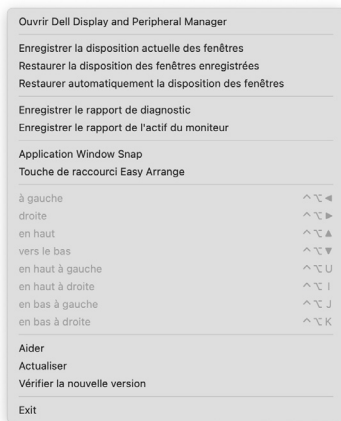 Ouvrir Dell Display and Peripheral Manager
Enregistrer la disposition actuelle des fenêtres
Restaurer la disposition des fenêtres enregistrées
Restaurer automatiquement la disposition des fenêtres
Enregistrer le rapport de diagnostic
Enregistrer le rapport de l'actif du moniteur
Application Window Snap
Touche de raccourci Easy Arrange
à gauche ⌃⌥◀
droite ⌃⌥▶
en haut ⌃⌥▲
vers le bas ⌃⌥▼
en haut à gauche ⌃⌥U
en haut à droite ⌃⌥I
en bas à gauche ⌃⌥J
en bas à droite ⌃⌥K
Aider
Actualiser
Vérifier la nouvelle version
Exit